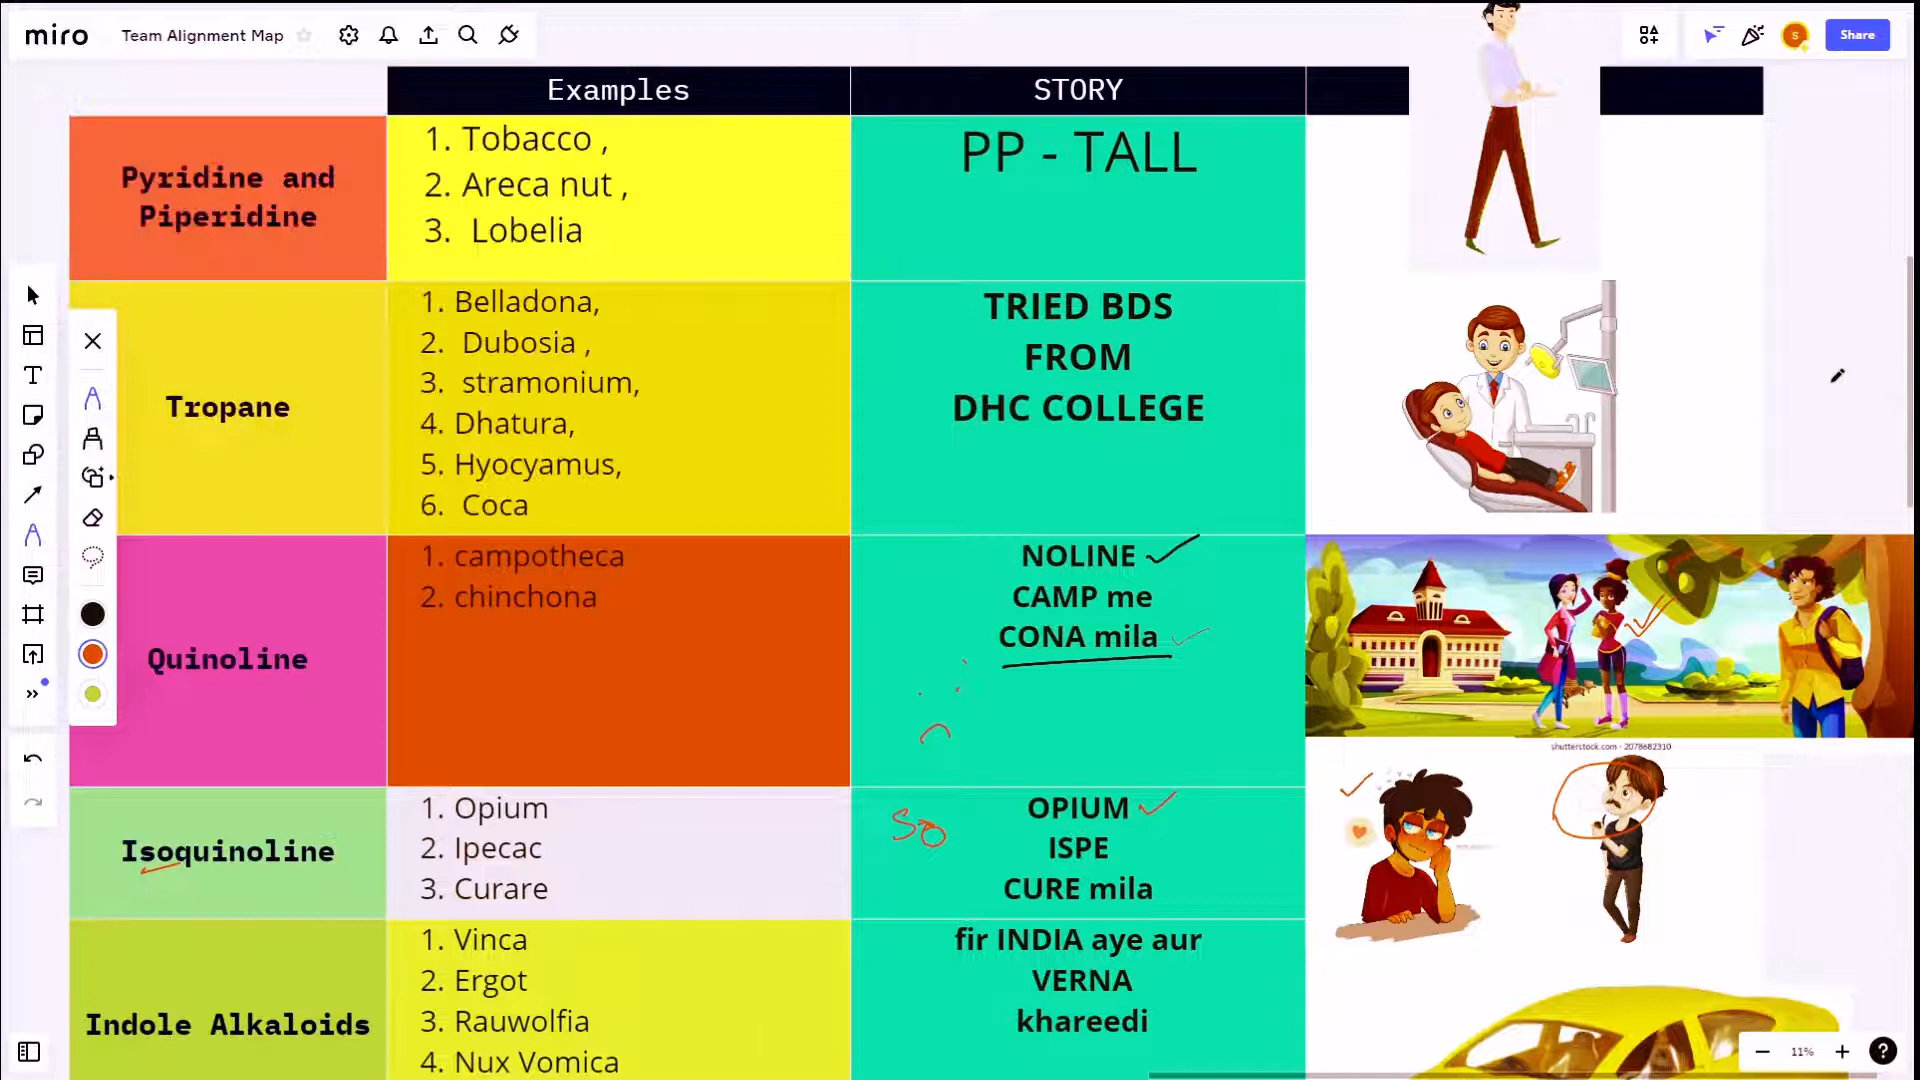 miro Team Alignment Map Share
Examples STORY
Pyridine and
Piperidine
1. Tobacco ,
2. Areca nut ,
3. Lobelia
PP - TALL
Tropane
1. Belladona,
2. Dubosia ,
3. stramonium,
4. Dhatura,
5. Hyocyamus,
6. Coca
TRIED BDS
FROM
DHC COLLEGE
Quinoline
1. campotheca
2. chinchona
NOLINE
CAMP me
CONA mila
shutterstock.com · 2078682310
Isoquinoline
1. Opium
2. Ipecac
3. Curare
SO
OPIUM
ISPE
CURE mila
Indole Alkaloids
1. Vinca
2. Ergot
3. Rauwolfia
4. Nux Vomica
fir INDIA aye aur
VERNA
khareedi
11%